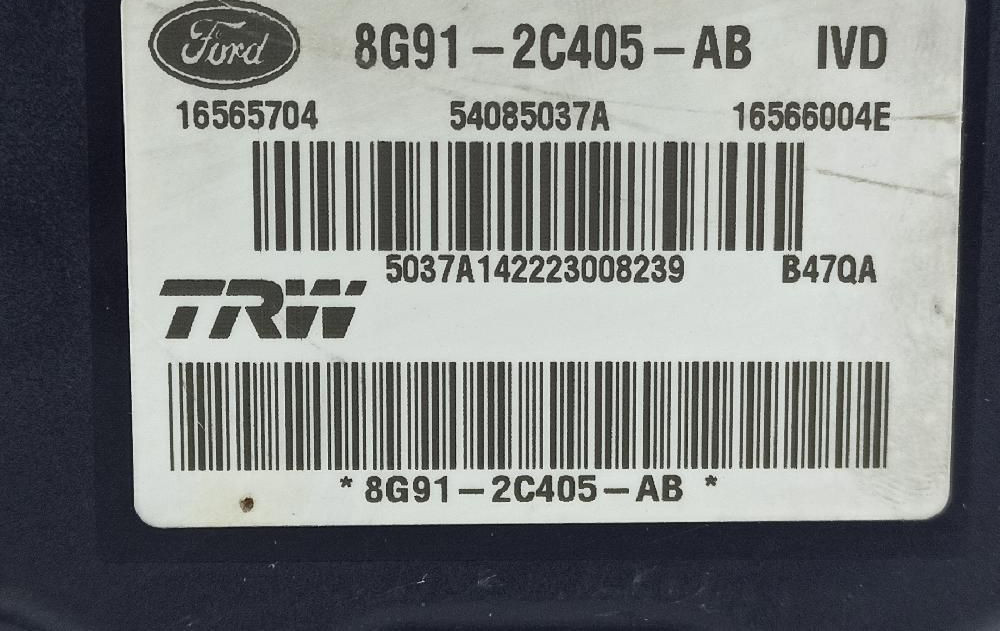 Ford 8G91-2C405-AB IVD
16565704 54085037A 16566004E
5037A142223008239 B47QA
TRW
*8G91-2C405-AB*